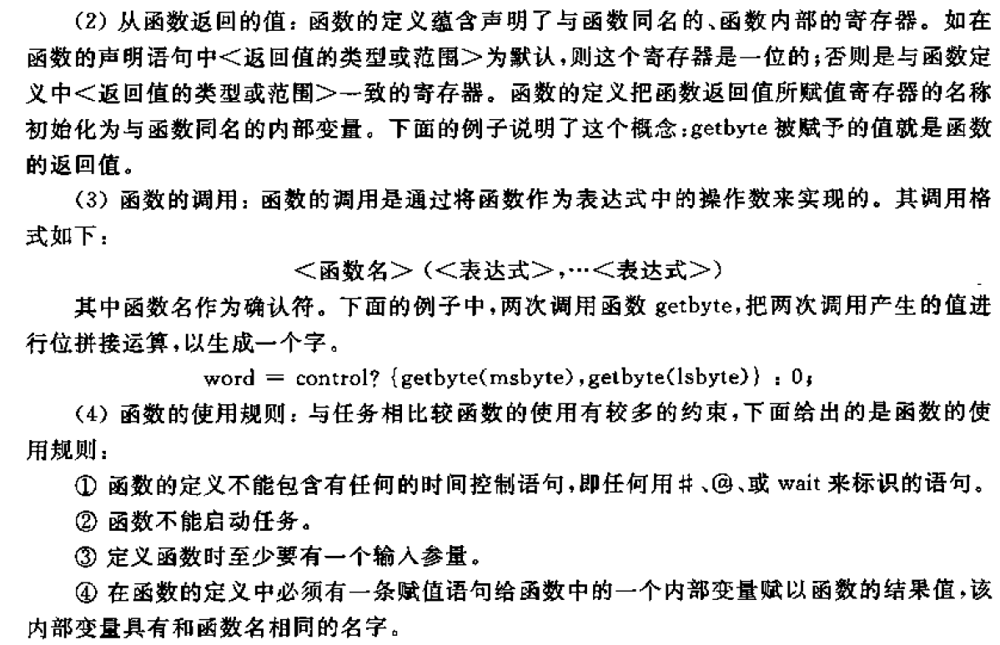 (2) 从函数返回的值：函数的定义蕴含声明了与函数同名的、函数内部的寄存器。如在
函数的声明语句中＜返回值的类型或范围＞为默认，则这个寄存器是一位的；否则是与函数定
义中＜返回值的类型或范围＞一致的寄存器。函数的定义把函数返回值所赋值寄存器的名称
初始化为与函数同名的内部变量。下面的例子说明了这个概念：getbyte 被赋予的值就是函数
的返回值。
(3) 函数的调用：函数的调用是通过将函数作为表达式中的操作数来实现的。其调用格
式如下：
＜函数名＞(＜表达式＞,…＜表达式＞)
其中函数名作为确认符。下面的例子中，两次调用函数 getbyte，把两次调用产生的值进
行位拼接运算，以生成一个字。
word = control? {getbyte(msbyte),getbyte(lsbyte)} : 0;
(4) 函数的使用规则：与任务相比较函数的使用有较多的约束，下面给出的是函数的使
用规则：
① 函数的定义不能包含有任何的时间控制语句，即任何用＃、@、或 wait 来标识的语句。
② 函数不能启动任务。
③ 定义函数时至少要有一个输入参量。
④ 在函数的定义中必须有一条赋值语句给函数中的一个内部变量赋以函数的结果值，该
内部变量具有和函数名相同的名字。